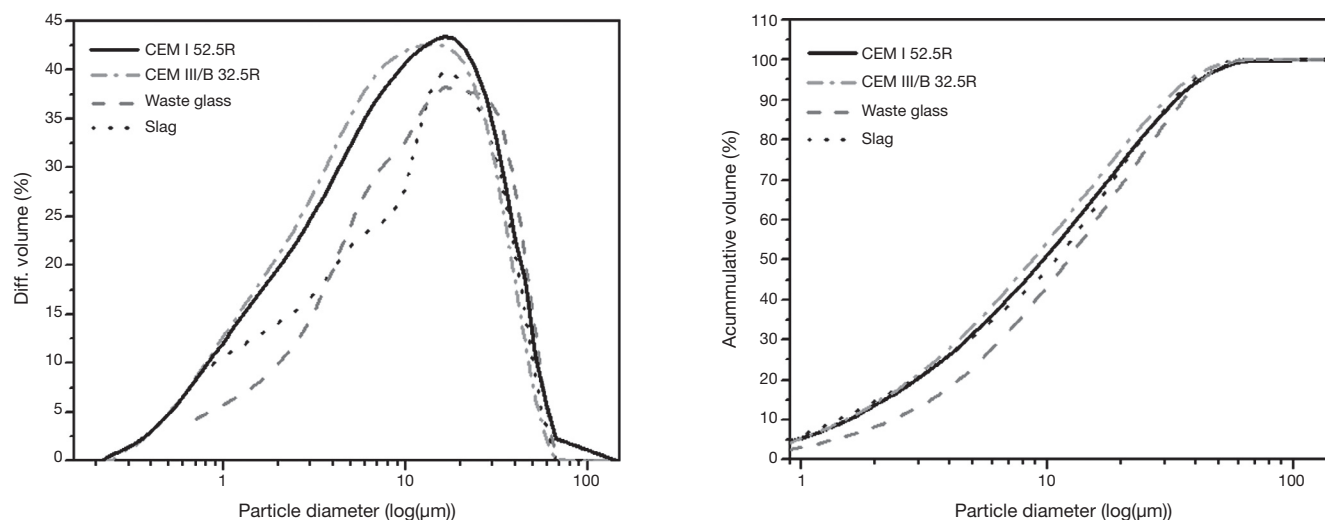 45
40
35
30
25
20
15
10
5
0
Diff. volume (%)
CEM I 52.5R
CEM III/B 32.5R
Waste glass
Slag
1
10
100
Particle diameter (log(µm))
110
100
90
80
70
60
50
40
30
20
10
0
Acummulative volume (%)
CEM I 52.5R
CEM III/B 32.5R
Waste glass
Slag
1
10
100
Particle diameter (log(µm))